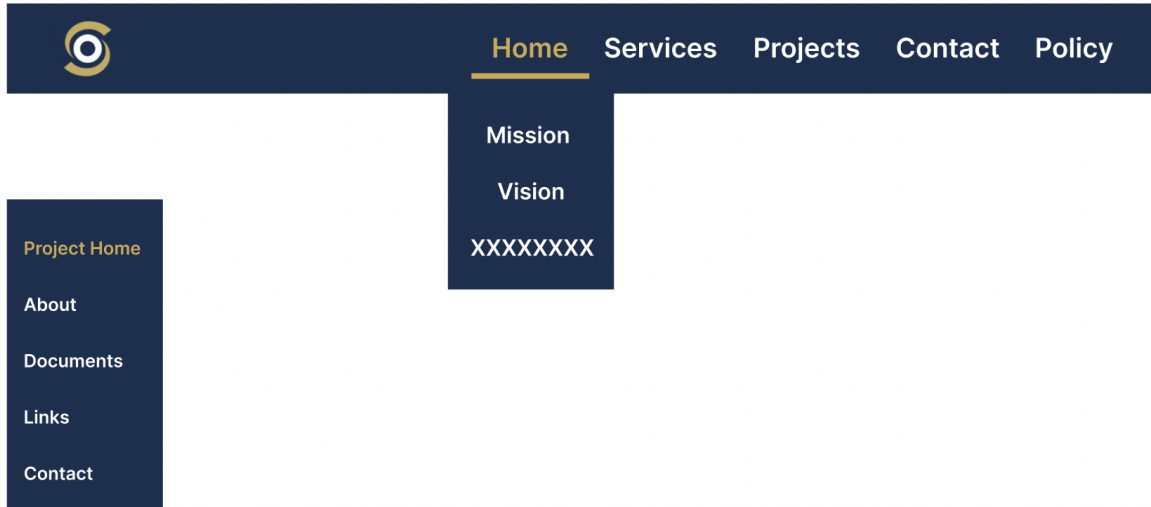 Home Services Projects Contact Policy
Mission
Vision
XXXXXXXX
Project Home
About
Documents
Links
Contact